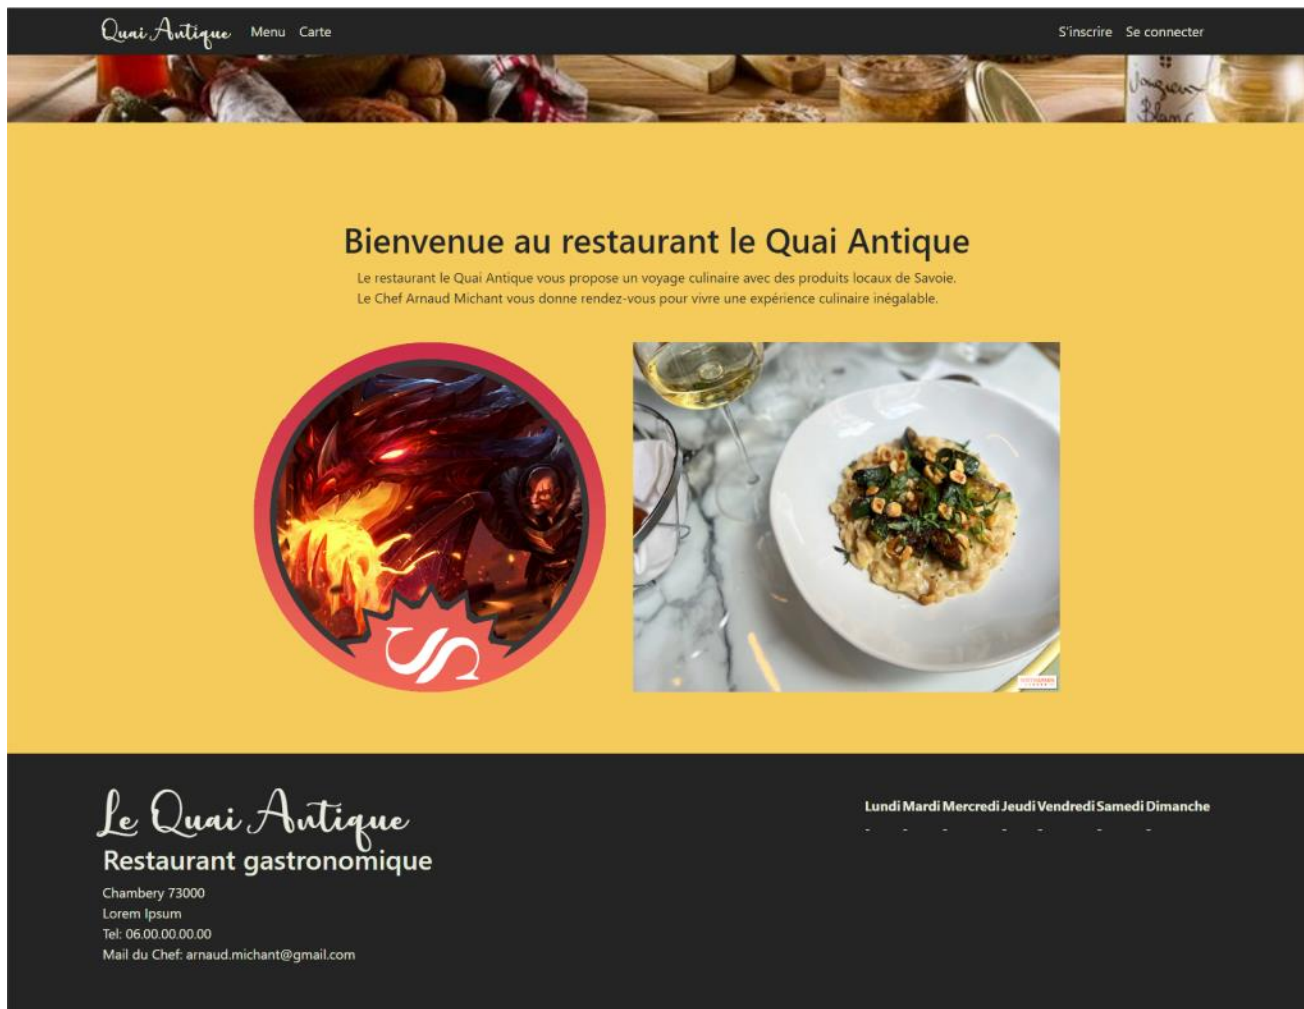 Quai Antique Menu Carte S'inscrire Se connecter
Jongieux
Blanc
Bienvenue au restaurant le Quai Antique
Le restaurant le Quai Antique vous propose un voyage culinaire avec des produits locaux de Savoie.
Le Chef Arnaud Michant vous donne rendez-vous pour vivre une expérience culinaire inégalable.
Le Quai Antique
Restaurant gastronomique
Chambery 73000
Lorem Ipsum
Tel: 06.00.00.00.00
Mail du Chef: arnaud.michant@gmail.com
Lundi Mardi Mercredi Jeudi Vendredi Samedi Dimanche
- - - - - - -